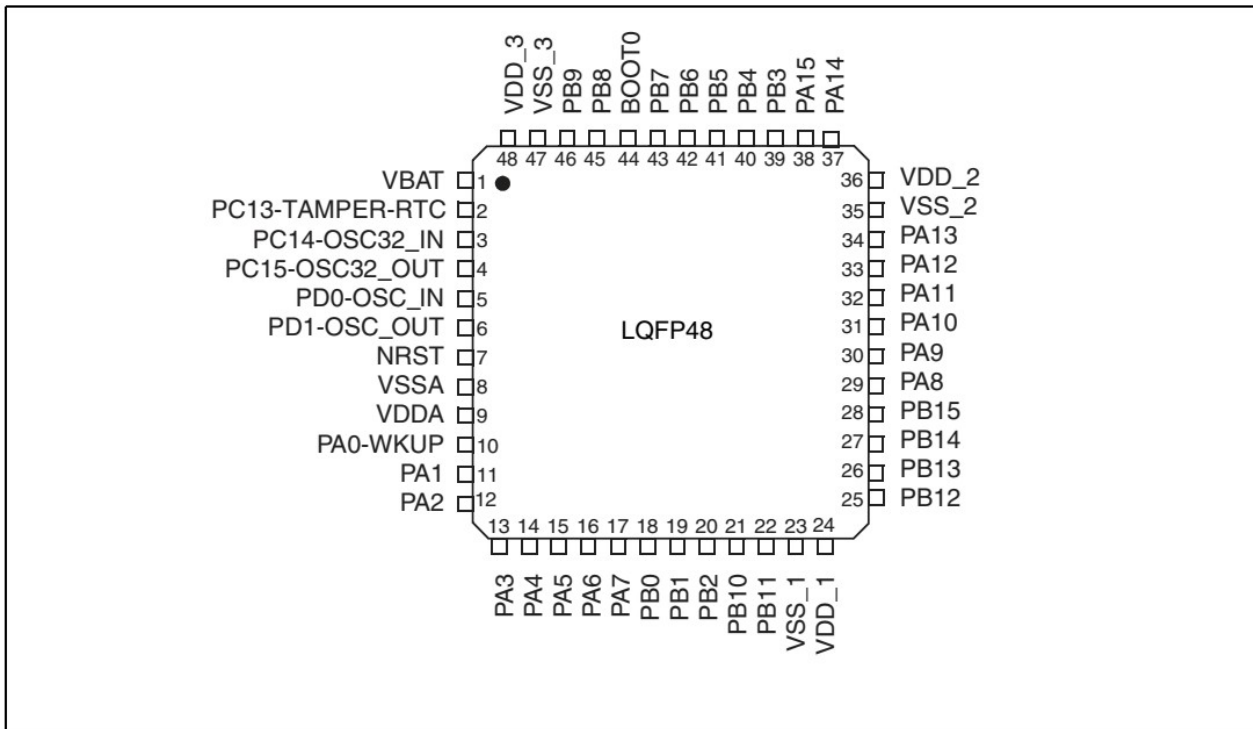 VDD_3
VSS_3
PB9
PB8
BOOT0
PB7
PB6
PB5
PB4
PB3
PA15
PA14
48 47 46 45 44 43 42 41 40 39 38 37
VBAT 1 36 VDD_2
PC13-TAMPER-RTC 2 35 VSS_2
PC14-OSC32_IN 3 34 PA13
PC15-OSC32_OUT 4 33 PA12
PD0-OSC_IN 5 32 PA11
PD1-OSC_OUT 6 LQFP48 31 PA10
NRST 7 30 PA9
VSSA 8 29 PA8
VDDA 9 28 PB15
PA0-WKUP 10 27 PB14
PA1 11 26 PB13
PA2 12 25 PB12
13 14 15 16 17 18 19 20 21 22 23 24
PA3
PA4
PA5
PA6
PA7
PB0
PB1
PB2
PB10
PB11
VSS_1
VDD_1